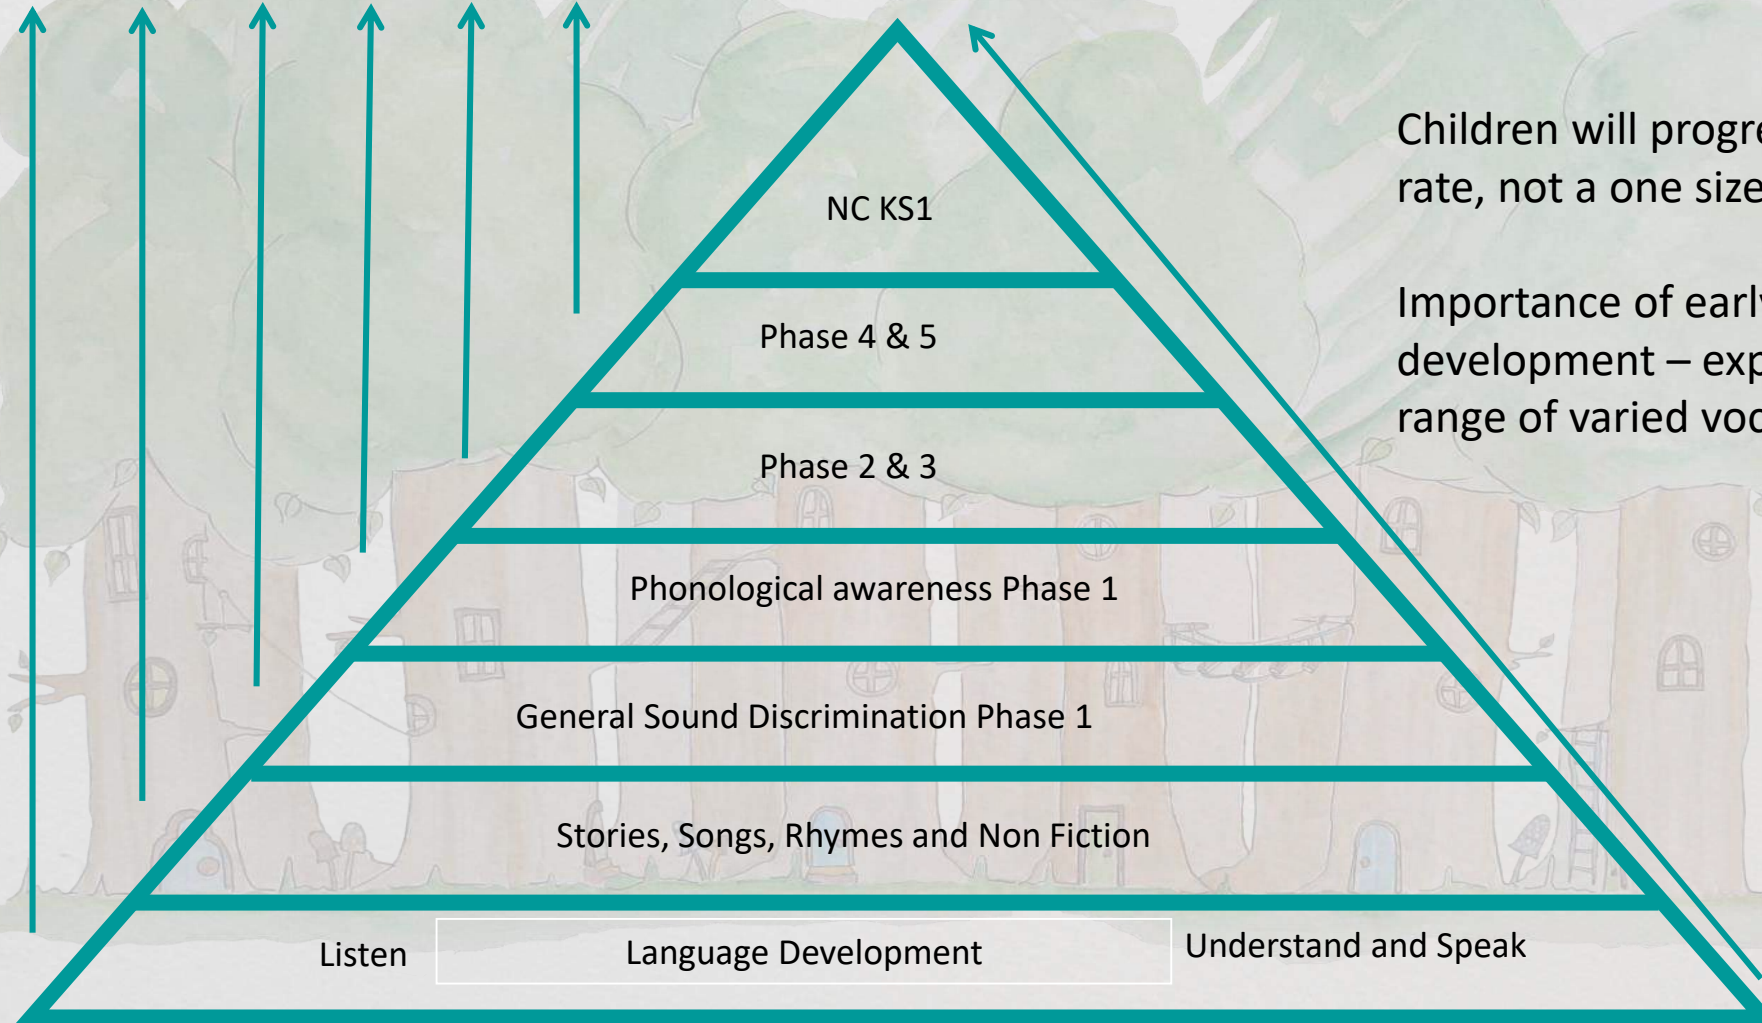 Children will progre
rate, not a one size
Importance of early
development – exp
range of varied voc
NC KS1
Phase 4 & 5
Phase 2 & 3
Phonological awareness Phase 1
General Sound Discrimination Phase 1
Stories, Songs, Rhymes and Non Fiction
Listen Language Development Understand and Speak